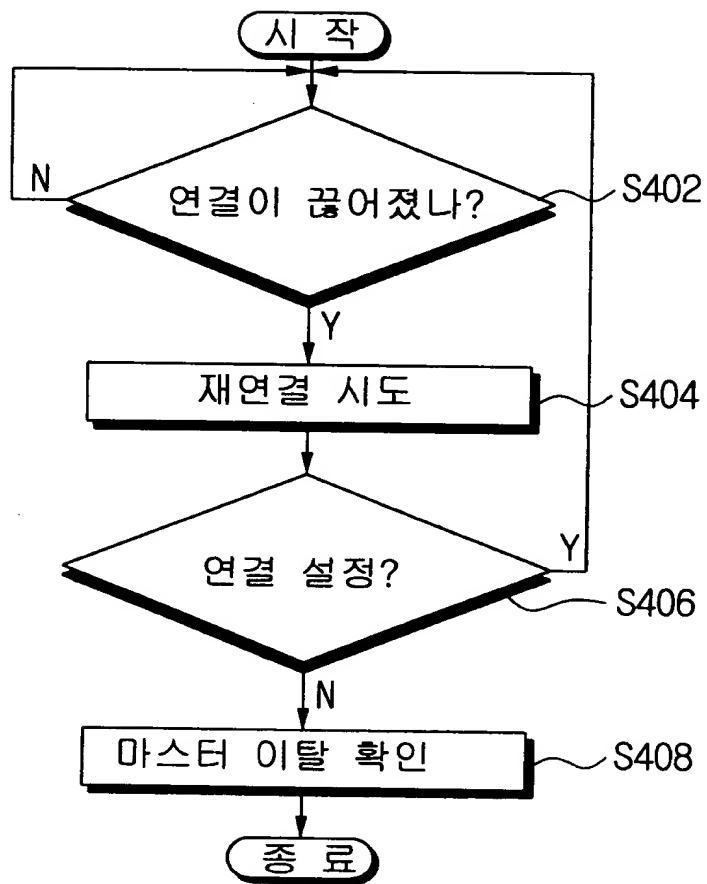 시 작
N
연결이 끊어졌나?
S402
Y
재연결 시도
S404
연결 설정?
Y
S406
N
마스터 이탈 확인
S408
종 료